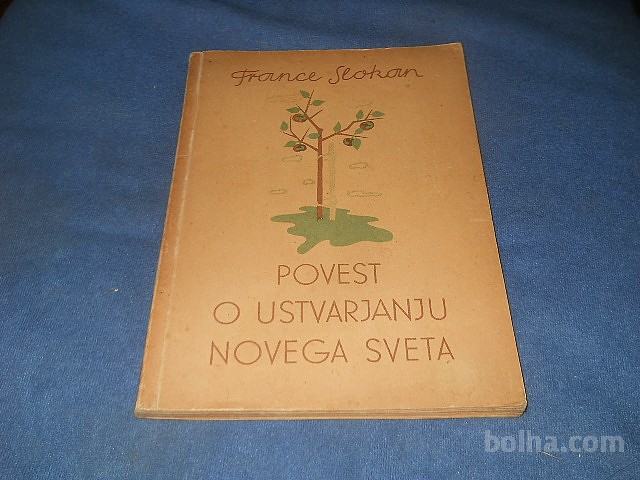 France Slokan
POVEST
O USTVARJANJU
NOVEGA SVETA
bolha.com